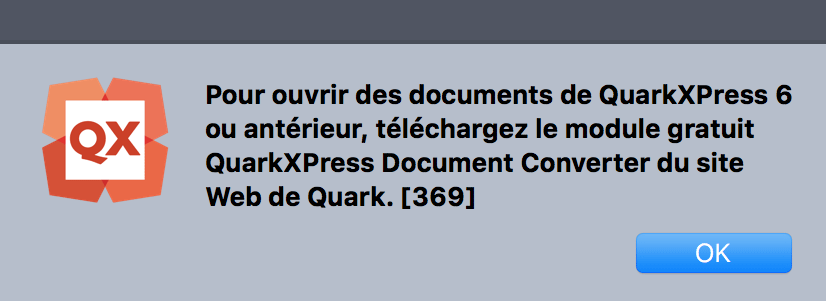 QX
Pour ouvrir des documents de QuarkXPress 6
ou antérieur, téléchargez le module gratuit
QuarkXPress Document Converter du site
Web de Quark. [369]
OK